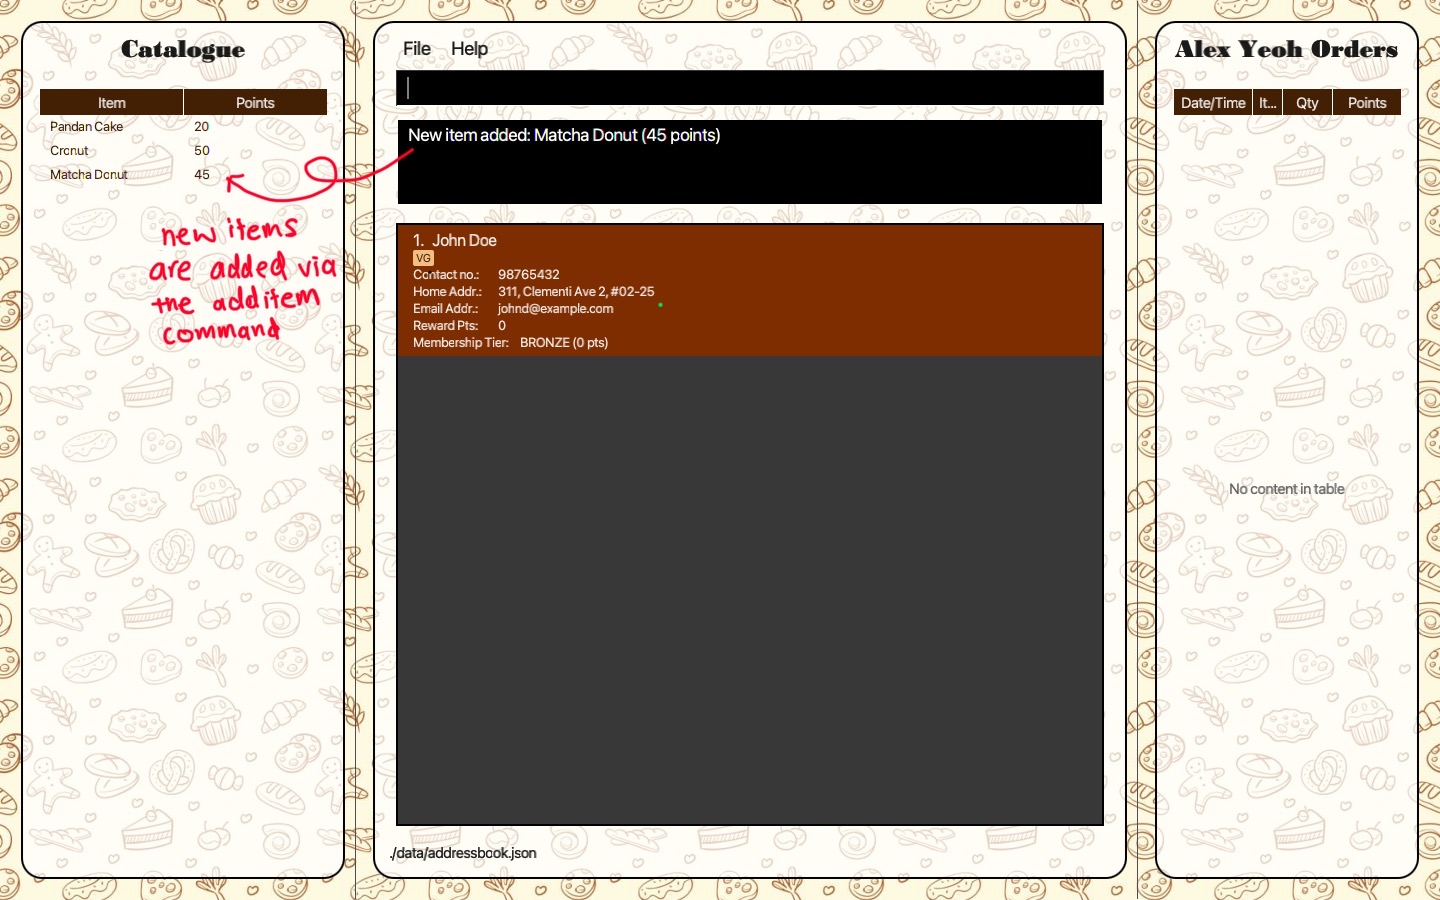 Catalogue
Item Points
Pandan Cake 20
Cronut 50
Matcha Donut 45
new items
are added via
the additem
command
File Help
New item added: Matcha Donut (45 points)
1. John Doe
VG
Contact no.: 98765432
Home Addr.: 311, Clementi Ave 2, #02-25
Email Addr.: johnd@example.com
Reward Pts: 0
Membership Tier: BRONZE (0 pts)
./data/addressbook.json
Alex Yeoh Orders
Date/Time It... Qty Points
No content in table